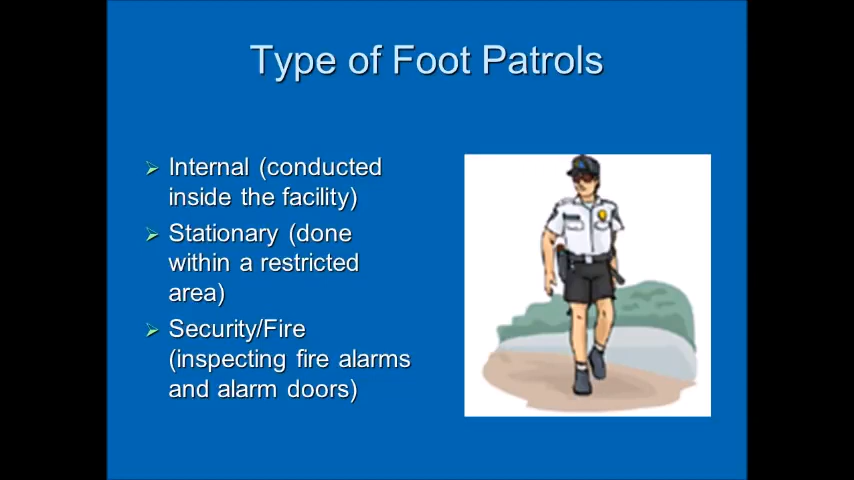 Type of Foot Patrols
Internal (conducted
inside the facility)
Stationary (done
within a restricted
area)
Security/Fire
(inspecting fire alarms
and alarm doors)